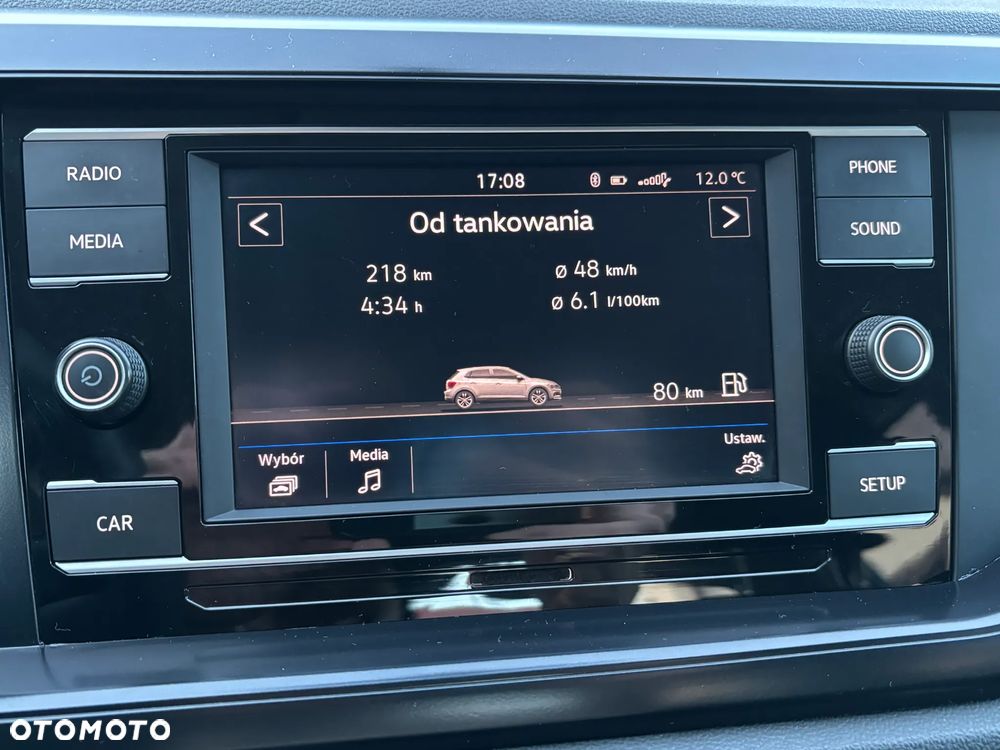 RADIO
MEDIA
CAR
PHONE
SOUND
SETUP
17:08
12.0 °C
< Od tankowania >
218 km
Ø 48 km/h
4:34 h
Ø 6.1 l/100km
80 km
Wybór
Media
Ustaw.
OTOMOTO